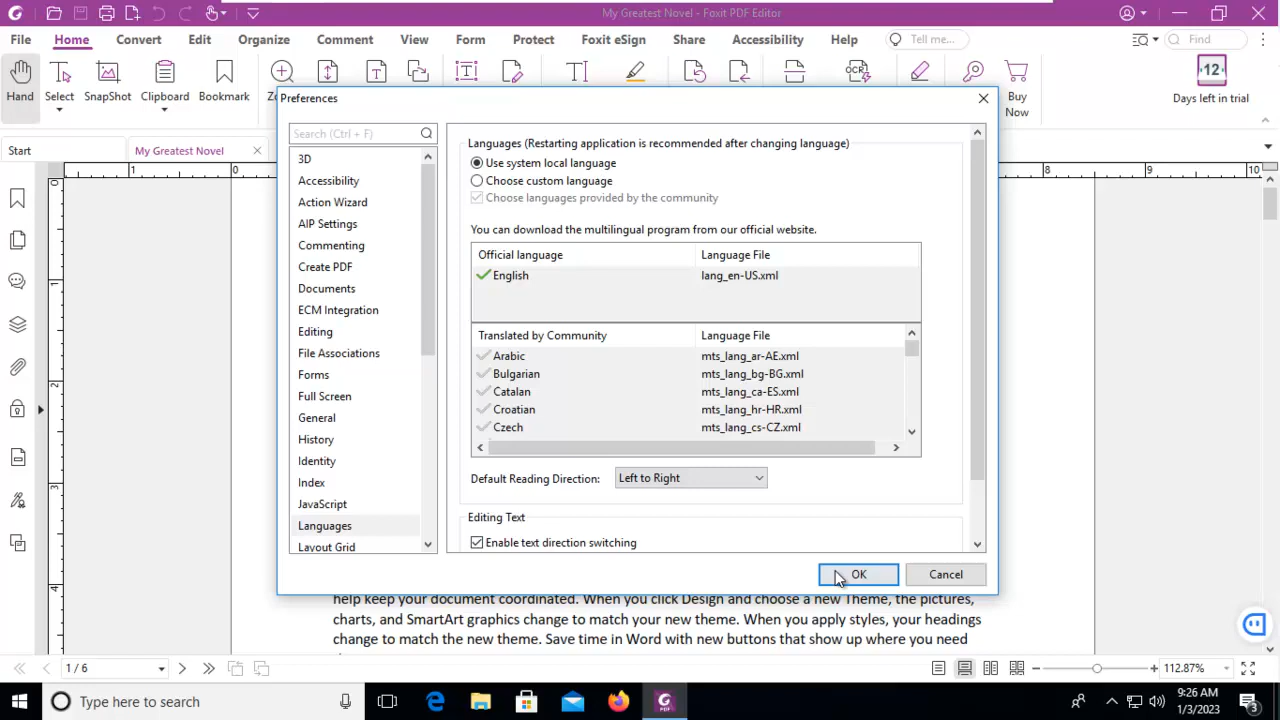 My Greatest Novel - Foxit PDF Editor
File Home Convert Edit Organize Comment View Form Protect Foxit eSign Share Accessibility Help Tell me... Find
Hand Select SnapShot Clipboard Bookmark OCR Buy Now 12 Days left in trial
Start My Greatest Novel
0 8 9 10
Preferences
Search (Ctrl + F)
3D
Accessibility
Action Wizard
AIP Settings
Commenting
Create PDF
Documents
ECM Integration
Editing
File Associations
Forms
Full Screen
General
History
Identity
Index
JavaScript
Languages
Layout Grid
Languages (Restarting application is recommended after changing language)
Use system local language
Choose custom language
Choose languages provided by the community
You can download the multilingual program from our official website.
Official language Language File
English lang_en-US.xml
Translated by Community Language File
Arabic mts_lang_ar-AE.xml
Bulgarian mts_lang_bg-BG.xml
Catalan mts_lang_ca-ES.xml
Croatian mts_lang_hr-HR.xml
Czech mts_lang_cs-CZ.xml
Default Reading Direction: Left to Right
Editing Text
Enable text direction switching
OK Cancel
0
1
2
3
4
help keep your document coordinated. When you click Design and choose a new Theme, the pictures,
charts, and SmartArt graphics change to match your new theme. When you apply styles, your headings
change to match the new theme. Save time in Word with new buttons that show up where you need
1 / 6 112.87%
Type here to search
9:26 AM
1/3/2023
3